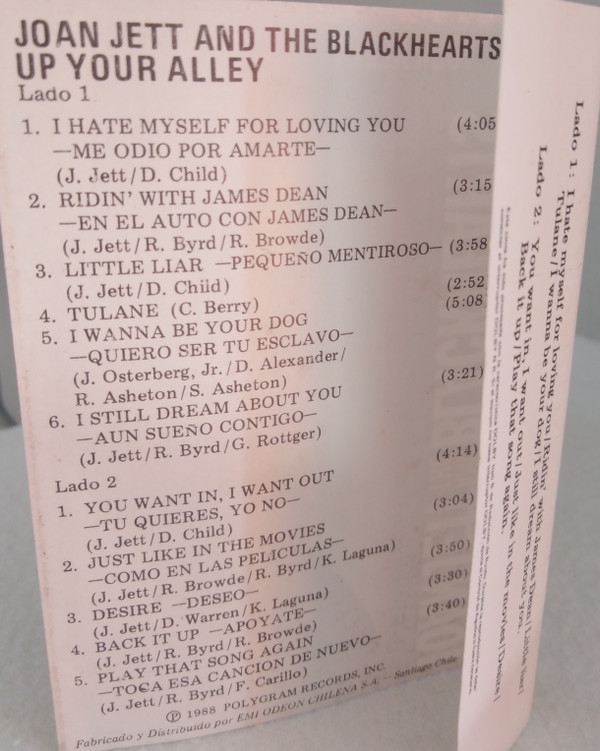 JOAN JETT AND THE BLACKHEARTS
UP YOUR ALLEY
Lado 1
1. I HATE MYSELF FOR LOVING YOU (4:05
—ME ODIO POR AMARTE—
(J. Jett/D. Child)
2. RIDIN' WITH JAMES DEAN (3:15
—EN EL AUTO CON JAMES DEAN—
(J. Jett/R. Byrd/R. Browde)
3. LITTLE LIAR —PEQUEÑO MENTIROSO— (3:58
(J. Jett/D. Child) (2:52
4. TULANE (C. Berry) (5:08
5. I WANNA BE YOUR DOG
—QUIERO SER TU ESCLAVO—
(J. Osterberg, Jr./D. Alexander/
R. Asheton/S. Asheton) (3:21)
6. I STILL DREAM ABOUT YOU
—AUN SUEÑO CONTIGO—
(J. Jett/R. Byrd/G. Rottger)
Lado 2 (4:14)
1. YOU WANT IN, I WANT OUT
—TU QUIERES, YO NO—
(J. Jett/D. Child) (3:04)
2. JUST LIKE IN THE MOVIES
—COMO EN LAS PELICULAS—
(J. Jett/R. Browde/R. Byrd/K. Laguna) (3:50)
3. DESIRE —DESEO— (3:30)
(J. Jett/D. Warren/K. Laguna)
4. BACK IT UP —APOYATE— (3:40)
(J. Jett/R. Byrd/R. Browde)
5. PLAY THAT SONG AGAIN
—TOCA ESA CANCION DE NUEVO—
(J. Jett/R. Byrd/F. Carillo)
℗ 1988 POLYGRAM RECORDS, INC.
Fabricado y Distribuido por EMI ODEON CHILENA S.A. – Santiago Chile
Lado 1: I hate myself for loving you/Ridin' with James Dean/Little liar/
Tulane/I wanna be your dog/I still dream about you.
Lado 2: You want in, I want out/Just like in the movies/Desire/
Back it up/Play that song again.